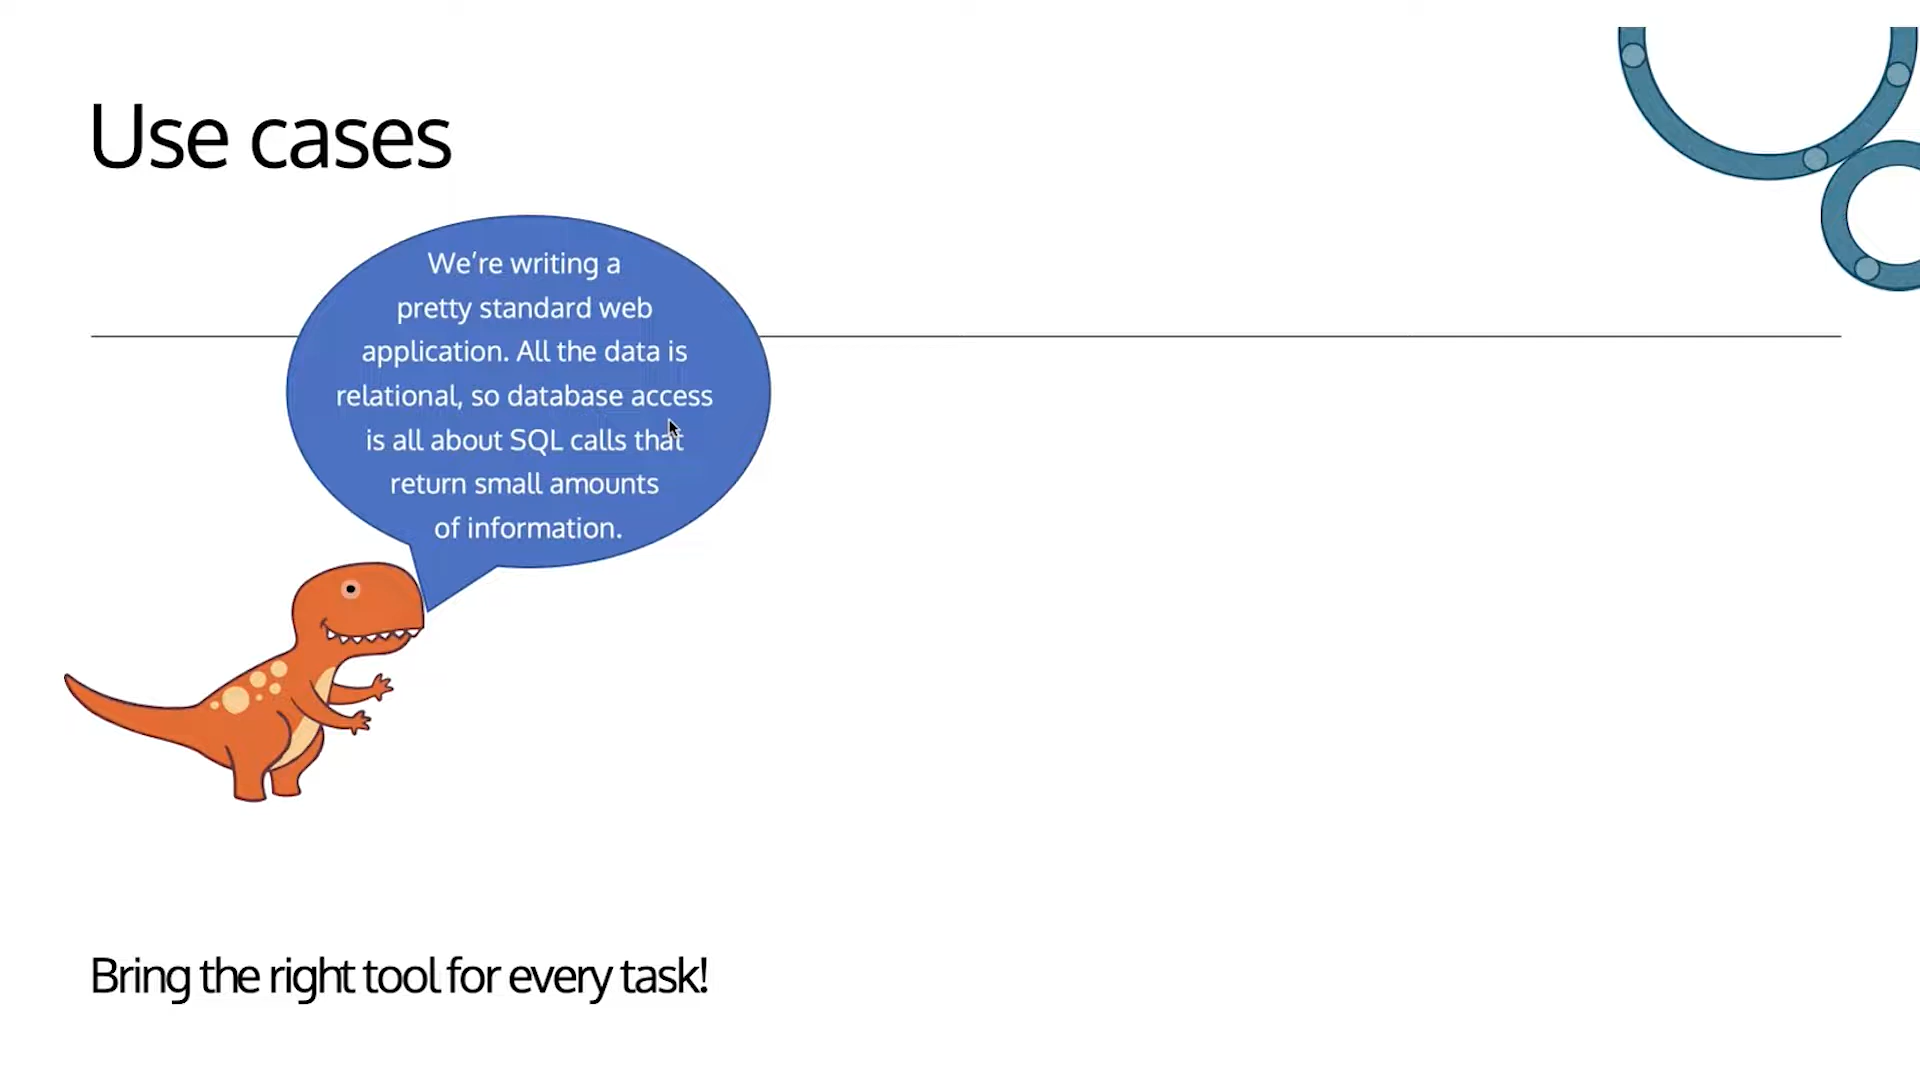 Use cases
We’re writing a
pretty standard web
application. All the data is
relational, so database access
is all about SQL calls that
return small amounts
of information.
Bring the right tool for every task!